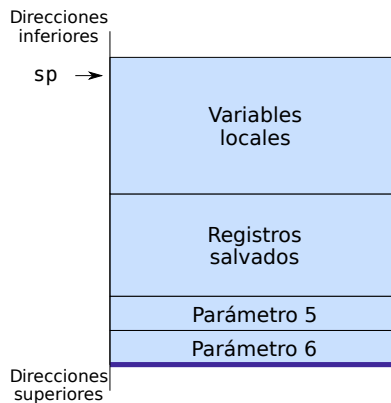 Direcciones
inferiores
sp
Variables
locales
Registros
salvados
Parámetro 5
Parámetro 6
Direcciones
superiores